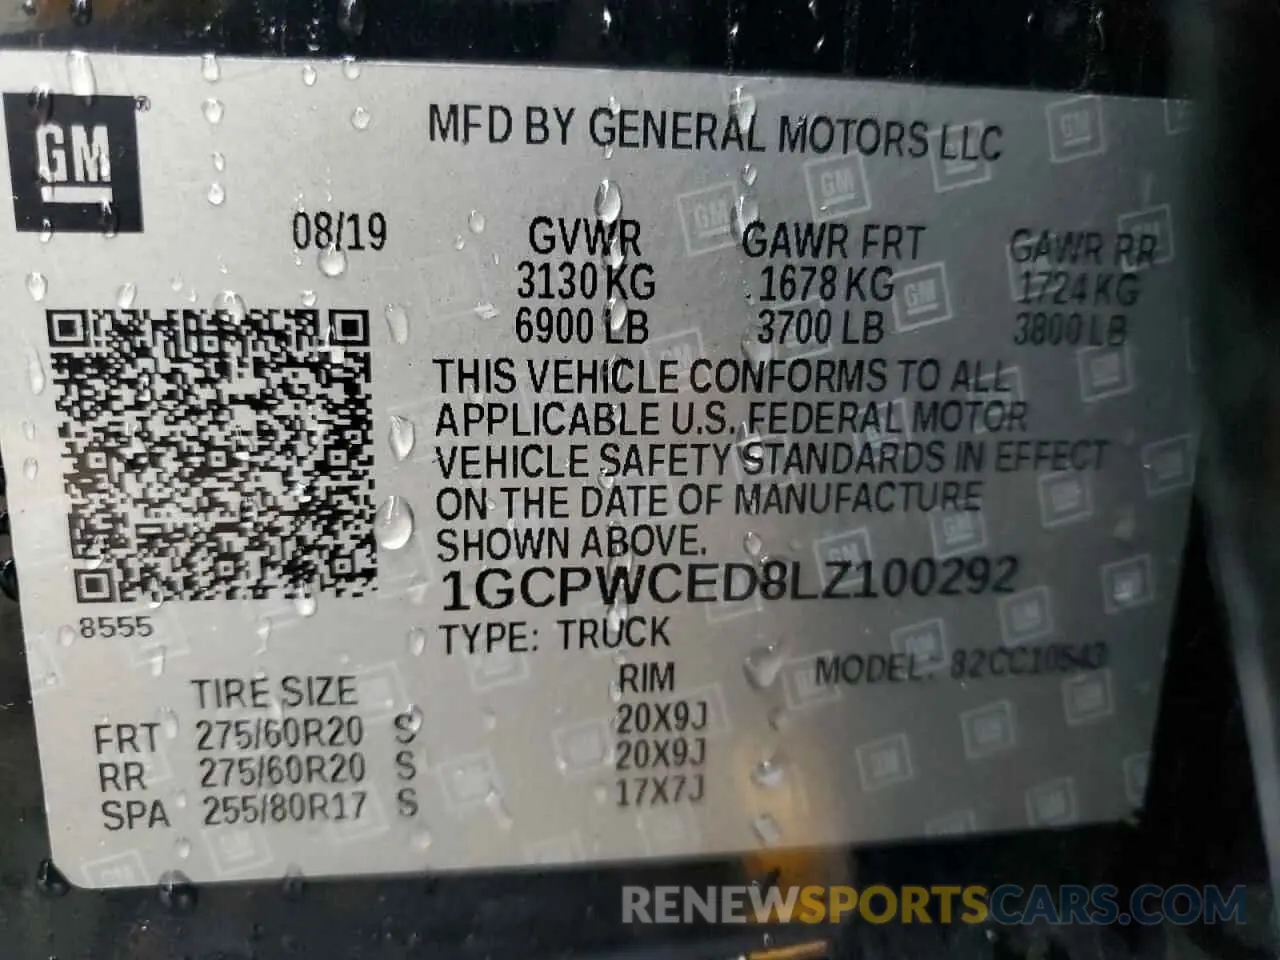 GM
MFD BY GENERAL MOTORS LLC
08/19 GVWR GAWR FRT GAWR RR
3130 KG 1678 KG 1724 KG
6900 LB 3700 LB 3800 LB
THIS VEHICLE CONFORMS TO ALL
APPLICABLE U.S. FEDERAL MOTOR
VEHICLE SAFETY STANDARDS IN EFFECT
ON THE DATE OF MANUFACTURE
SHOWN ABOVE.
1GCPWCED8LZ100292
8555
TYPE: TRUCK
MODEL: 82CC10543
TIRE SIZE RIM
FRT 275/60R20 S 20X9J
RR 275/60R20 S 20X9J
SPA 255/80R17 S 17X7J
RENEWSPORTSCARS.COM